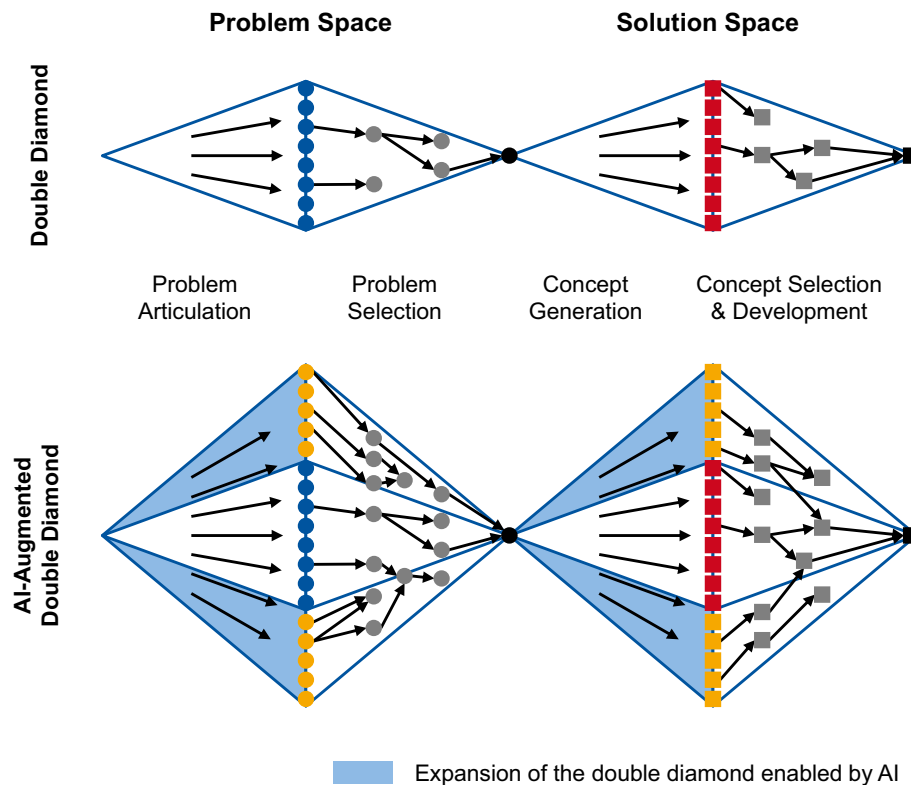 Problem Space
Solution Space
Double Diamond
Problem
Articulation
Problem
Selection
Concept
Generation
Concept Selection
& Development
AI-Augmented
Double Diamond
Expansion of the double diamond enabled by AI